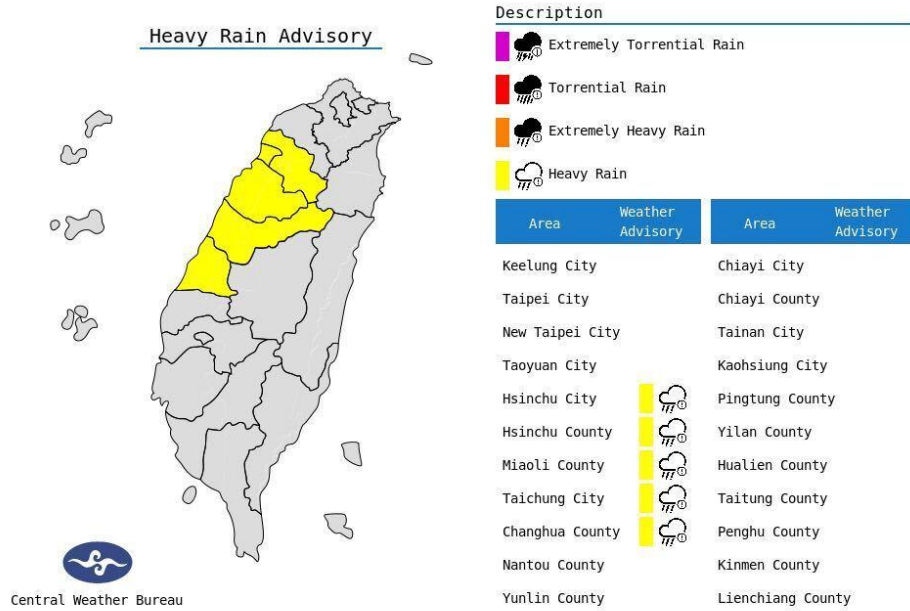 Heavy Rain Advisory
Description
Extremely Torrential Rain
Torrential Rain
Extremely Heavy Rain
Heavy Rain
Area Weather Advisory Area Weather Advisory
Keelung City Chiayi City
Taipei City Chiayi County
New Taipei City Tainan City
Taoyuan City Kaohsiung City
Hsinchu City Pingtung County
Hsinchu County Yilan County
Miaoli County Hualien County
Taichung City Taitung County
Changhua County Penghu County
Nantou County Kinmen County
Yunlin County Lienchiang County
Central Weather Bureau